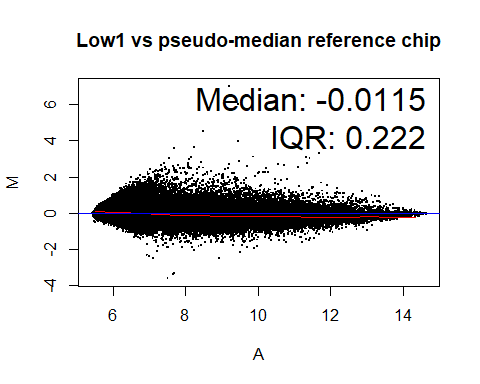 Low1 vs pseudo-median reference chip
Median: -0.0115
IQR: 0.222
M
6
4
2
0
-2
-4
6 8 10 12 14
A